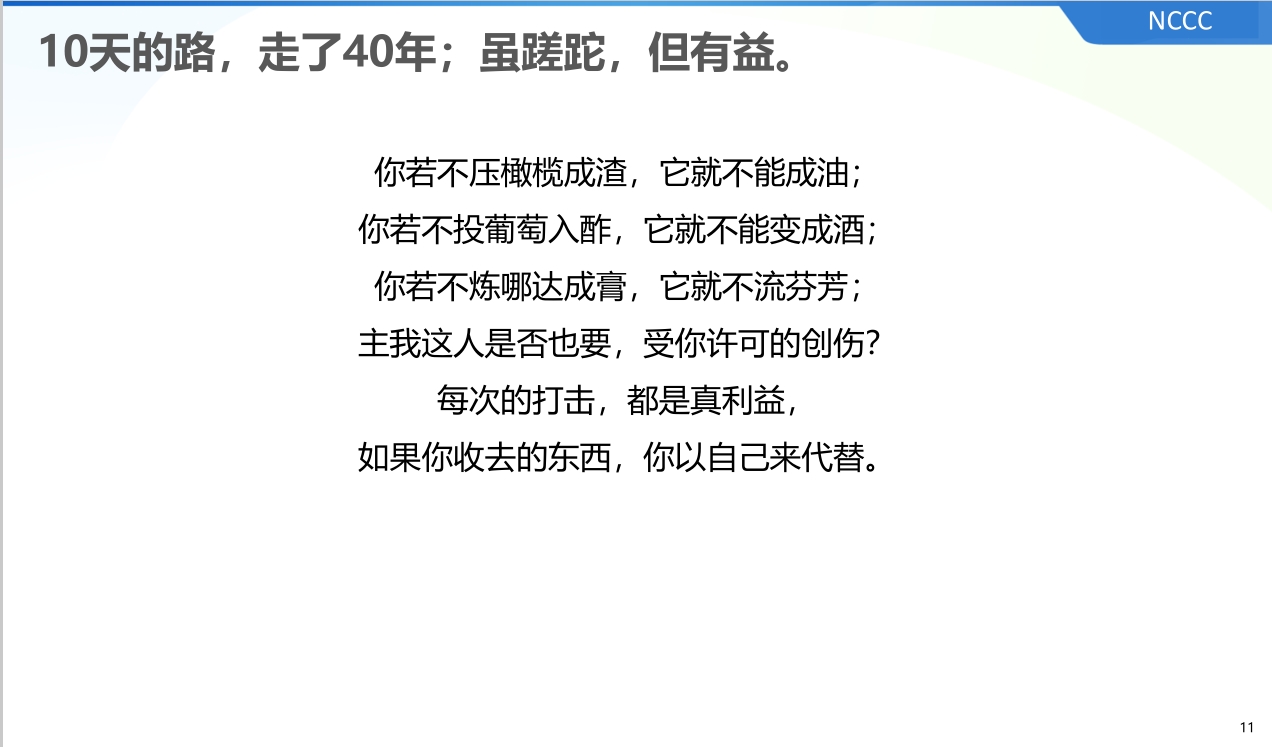 NCCC
10天的路，走了40年；虽蹉跎，但有益。
你若不压橄榄成渣，它就不能成油；
你若不投葡萄入酢，它就不能变成酒；
你若不炼哪达成膏，它就不流芬芳；
主我这人是否也要，受你许可的创伤？
每次的打击，都是真利益，
如果你收去的东西，你以自己来代替。
11